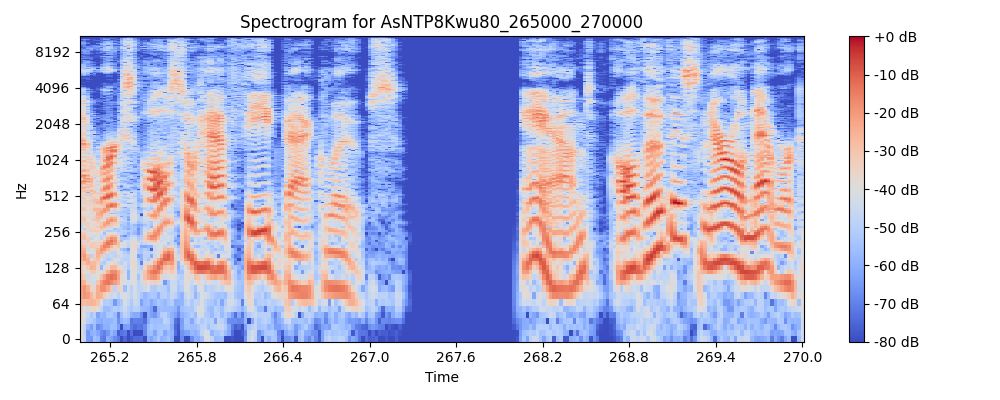 Spectrogram for AsNTP8Kwu80_265000_270000
8192
4096
2048
1024
512
256
128
64
0
Hz
265.2 265.8 266.4 267.0 267.6 268.2 268.8 269.4 270.0
Time
+0 dB
-10 dB
-20 dB
-30 dB
-40 dB
-50 dB
-60 dB
-70 dB
-80 dB